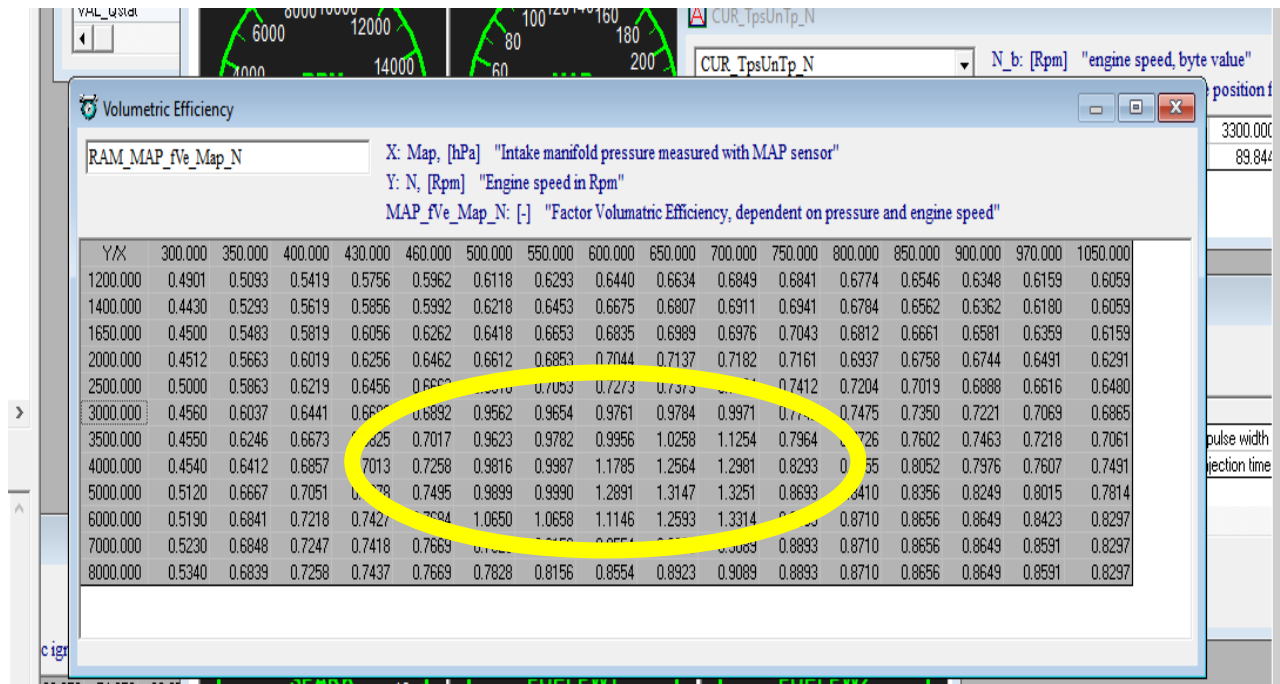 VAL_Qstat
6000
12000
14000
80
100
160
180
200
CUR_TpsUnTp_N
CUR_TpsUnTp_N
N_b: [Rpm] "engine speed, byte value"
position f
3300.000
89.844
Volumetric Efficiency
RAM_MAP_fVe_Map_N
X: Map, [hPa] "Intake manifold pressure measured with MAP sensor"
Y: N, [Rpm] "Engine speed in Rpm"
MAP_fVe_Map_N: [-] "Factor Volumatric Efficiency, dependent on pressure and engine speed"
Y/X 300.000 350.000 400.000 430.000 460.000 500.000 550.000 600.000 650.000 700.000 750.000 800.000 850.000 900.000 970.000 1050.000
1200.000 0.4901 0.5093 0.5419 0.5756 0.5962 0.6118 0.6293 0.6440 0.6634 0.6849 0.6841 0.6774 0.6546 0.6348 0.6159 0.6059
1400.000 0.4430 0.5293 0.5619 0.5856 0.5992 0.6218 0.6453 0.6675 0.6807 0.6911 0.6941 0.6784 0.6562 0.6362 0.6180 0.6059
1650.000 0.4500 0.5483 0.5819 0.6056 0.6262 0.6418 0.6653 0.6835 0.6989 0.6976 0.7043 0.6812 0.6661 0.6581 0.6359 0.6159
2000.000 0.4512 0.5663 0.6019 0.6256 0.6462 0.6612 0.6853 0.7044 0.7137 0.7182 0.7161 0.6937 0.6758 0.6744 0.6491 0.6291
2500.000 0.5000 0.5863 0.6219 0.6456 0.7053 0.7273 0.7373 0.7412 0.7204 0.7019 0.6888 0.6616 0.6480
3000.000 0.4560 0.6037 0.6441 0.6892 0.9562 0.9654 0.9761 0.9784 0.9971 0.7475 0.7350 0.7221 0.7069 0.6865
3500.000 0.4550 0.6246 0.6673 0.7017 0.9623 0.9782 0.9956 1.0258 1.1254 0.7964 0.7602 0.7463 0.7218 0.7061
4000.000 0.4540 0.6412 0.6857 0.7013 0.7258 0.9816 0.9987 1.1785 1.2564 1.2981 0.8293 0.8052 0.7976 0.7607 0.7491
5000.000 0.5120 0.6667 0.7051 0.7495 0.9899 0.9990 1.2891 1.3147 1.3251 0.8693 0.8410 0.8356 0.8249 0.8015 0.7814
6000.000 0.5190 0.6841 0.7218 0.7427 0.7684 1.0650 1.0658 1.1146 1.2593 1.3314 0.8710 0.8656 0.8649 0.8423 0.8297
7000.000 0.5230 0.6848 0.7247 0.7418 0.7669 0.9089 0.8893 0.8710 0.8656 0.8649 0.8591 0.8297
8000.000 0.5340 0.6839 0.7258 0.7437 0.7669 0.7828 0.8156 0.8554 0.8923 0.9089 0.8893 0.8710 0.8656 0.8649 0.8591 0.8297
pulse width
jection time
c igr